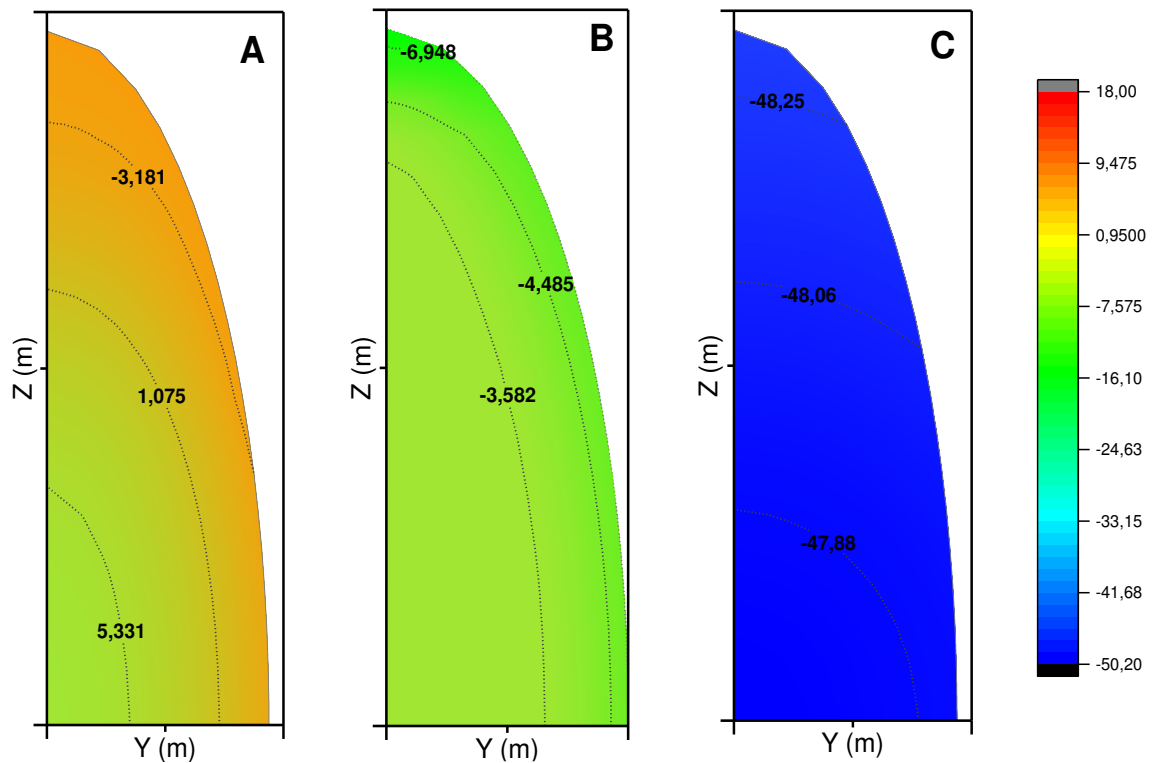 A
-3,181
1,075
5,331
Z (m)
Y (m)
B
-6,948
-4,485
-3,582
Z (m)
Y (m)
C
-48,25
-48,06
-47,88
Z (m)
Y (m)
18,00
9,475
0,9500
-7,575
-16,10
-24,63
-33,15
-41,68
-50,20